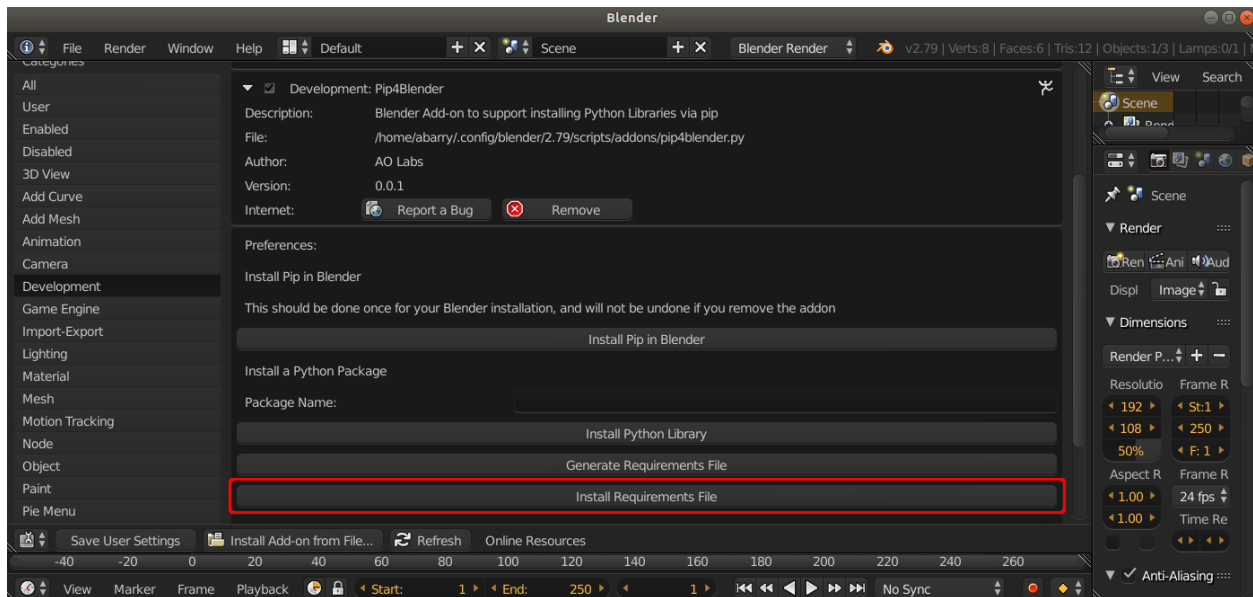 Blender
File Render Window Help Default Scene Blender Render v2.79 | Verts:8 | Faces:6 | Tris:12 | Objects:1/3 | Lamps:0/1 |
Categories
All
User
Enabled
Disabled
3D View
Add Curve
Add Mesh
Animation
Camera
Development
Game Engine
Import-Export
Lighting
Material
Mesh
Motion Tracking
Node
Object
Paint
Pie Menu
Development: Pip4Blender
Description: Blender Add-on to support installing Python Libraries via pip
File: /home/abarry/.config/blender/2.79/scripts/addons/pip4blender.py
Author: AO Labs
Version: 0.0.1
Internet: Report a Bug Remove
Preferences:
Install Pip in Blender
This should be done once for your Blender installation, and will not be undone if you remove the addon
Install Pip in Blender
Install a Python Package
Package Name:
Install Python Library
Generate Requirements File
Install Requirements File
Save User Settings Install Add-on from File... Refresh Online Resources
-40 -20 0 20 40 60 80 100 120 140 160 180 200 220 240 260
View Marker Frame Playback Start: 1 End: 250 1 No Sync
View Search
Scene
Scene
Render
Ren Ani Aud
Displ Image
Dimensions
Render P...
Resolutio Frame R
192 St:1
108 250
50% F: 1
Aspect R Frame R
1.00 24 fps
1.00 Time Re
Anti-Aliasing